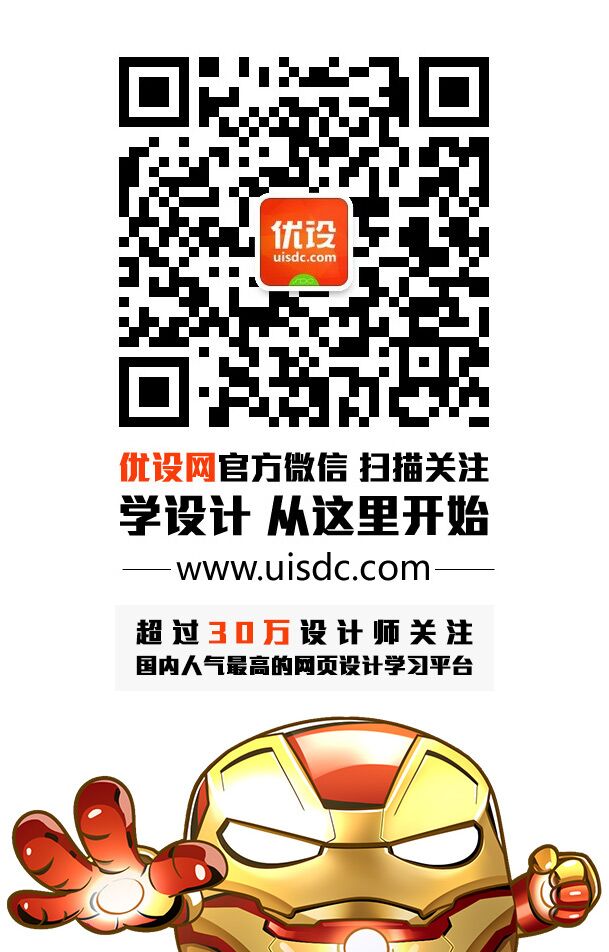 优设
uisdc.com
优设网官方微信 扫描关注
学设计 从这里开始
www.uisdc.com
超过30万设计师关注
国内人气最高的网页设计学习平台